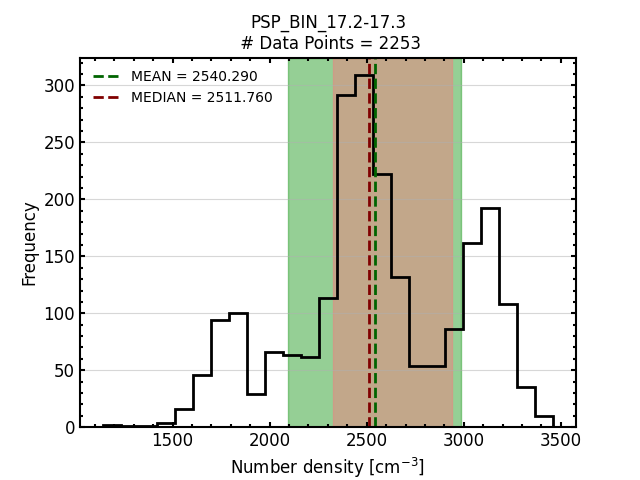 PSP_BIN_17.2-17.3
# Data Points = 2253
MEAN = 2540.290
MEDIAN = 2511.760
Frequency
300
250
200
150
100
50
0
1500 2000 2500 3000 3500
Number density [cm⁻³]